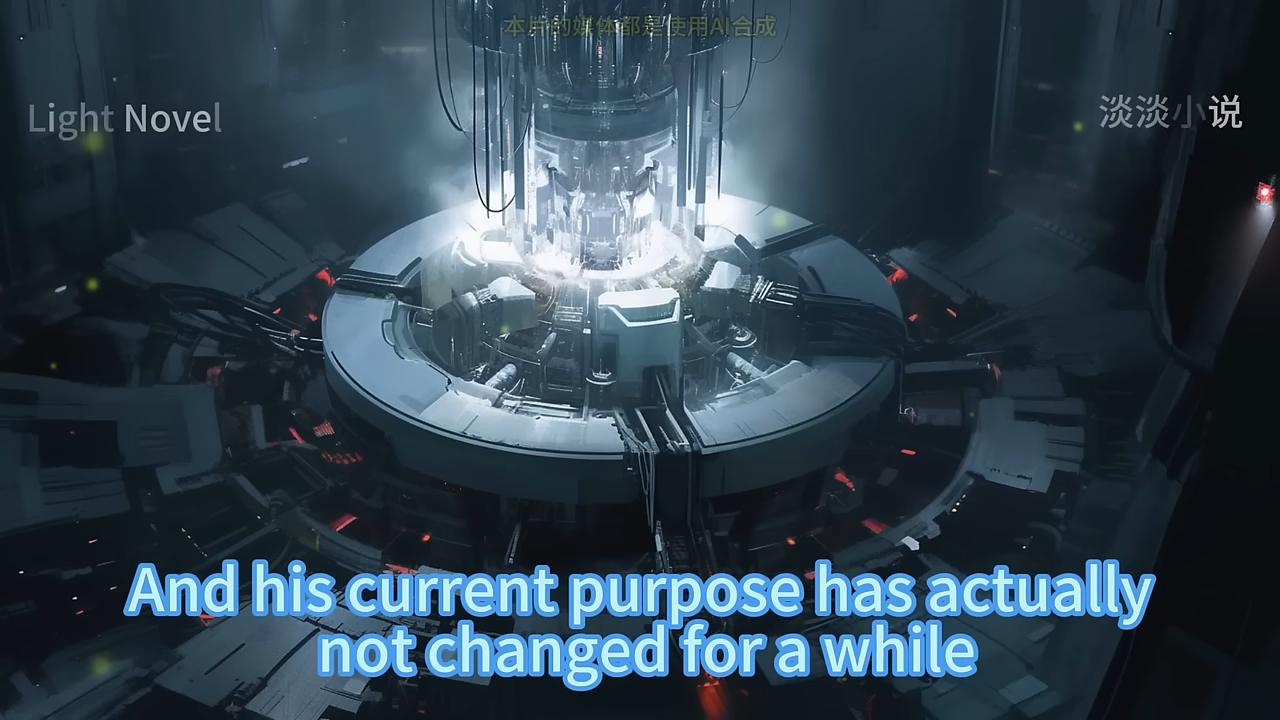 本片的媒体都是使用AI合成
Light Novel
淡淡小说
And his current purpose has actually
not changed for a while